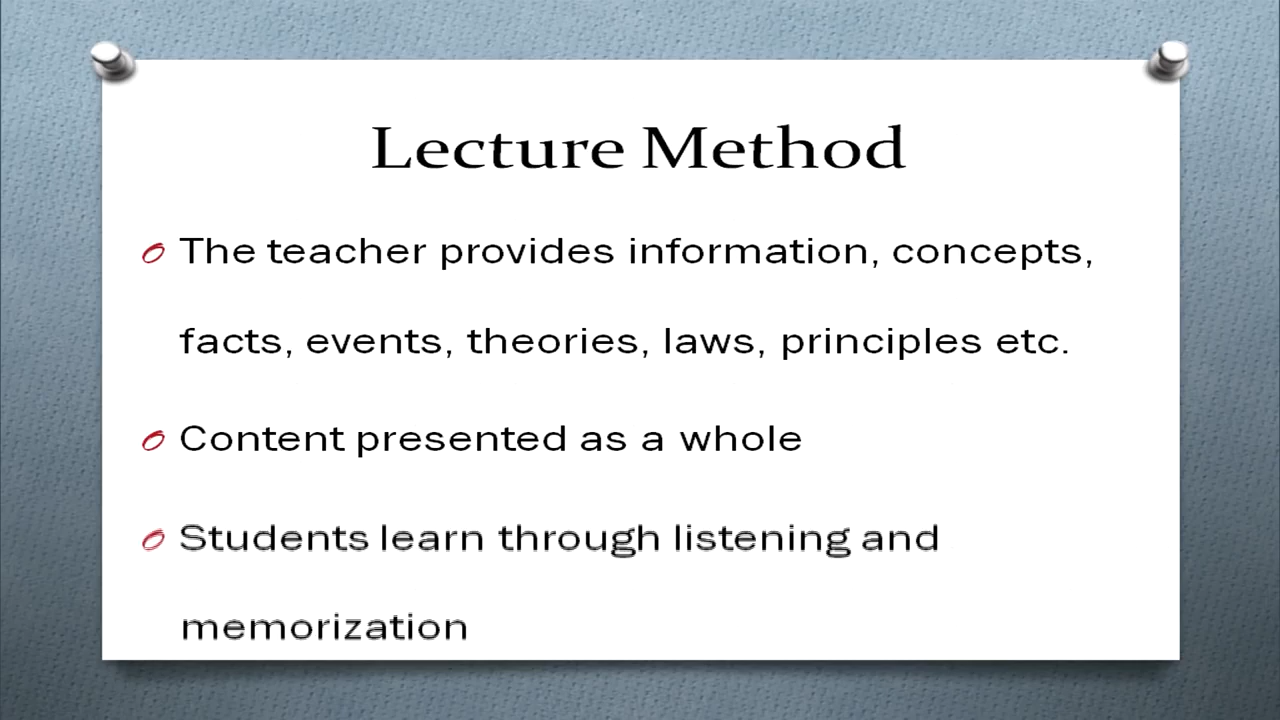 Lecture Method
The teacher provides information, concepts,
facts, events, theories, laws, principles etc.
Content presented as a whole
Students learn through listening and
memorization